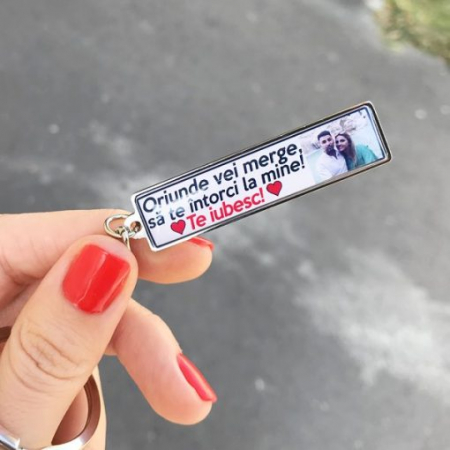 Oriunde vei merge,
să te întorci la mine!
Te iubesc!